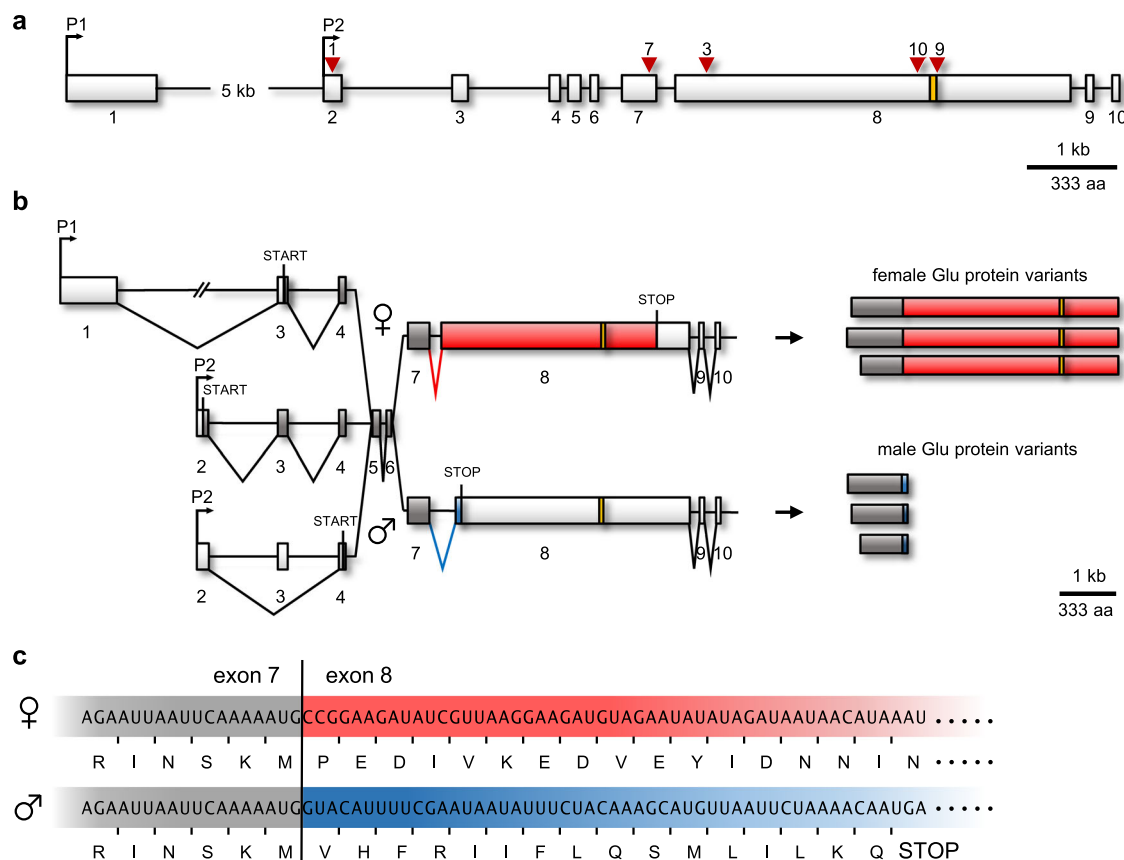 a
P1
P2
1 7 3 10 9
5 kb
1 2 3 4 5 6 7 8 9 10
1 kb
333 aa
b
P1
START
1 3 4
♀
STOP
7 8 9 10
female Glu protein variants
P2
START
2 3 4 5 6
male Glu protein variants
P2
START
2 3 4
♂
STOP
7 8 9 10
1 kb
333 aa
c
exon 7 exon 8
♀ AGAAUUAAUUCAAAAAUGCCGGAAGAUAUCGUUAAGGAAGAUGUAGAAUAUAUAGAUAAUAACAUAAAU •••••
R I N S K M P E D I V K E D V E Y I D N N I N •••••
♂ AGAAUUAAUUCAAAAAUGGUACAUUUUCGAAUAAUAUUUCUACAAAGCAUGUUAAUUCUAAAACAAUGA •••••
R I N S K M V H F R I I F L Q S M L I L K Q STOP